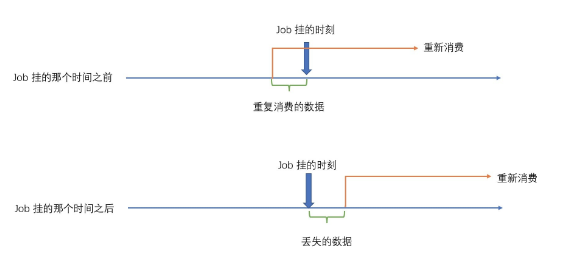 Job 挂的时刻
重新消费
Job 挂的那个时间之前
重复消费的数据
Job 挂的时刻
重新消费
Job 挂的那个时间之后
丢失的数据